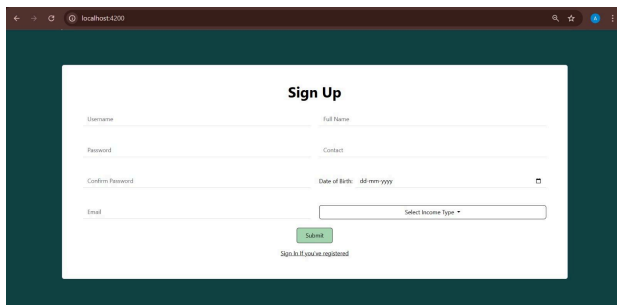 localhost:4200
A
Sign Up
Username
Full Name
Password
Contact
Confirm Password
Date of Birth: dd-mm-yyyy
Email
Select Income Type
Submit
Sign In If you've registered